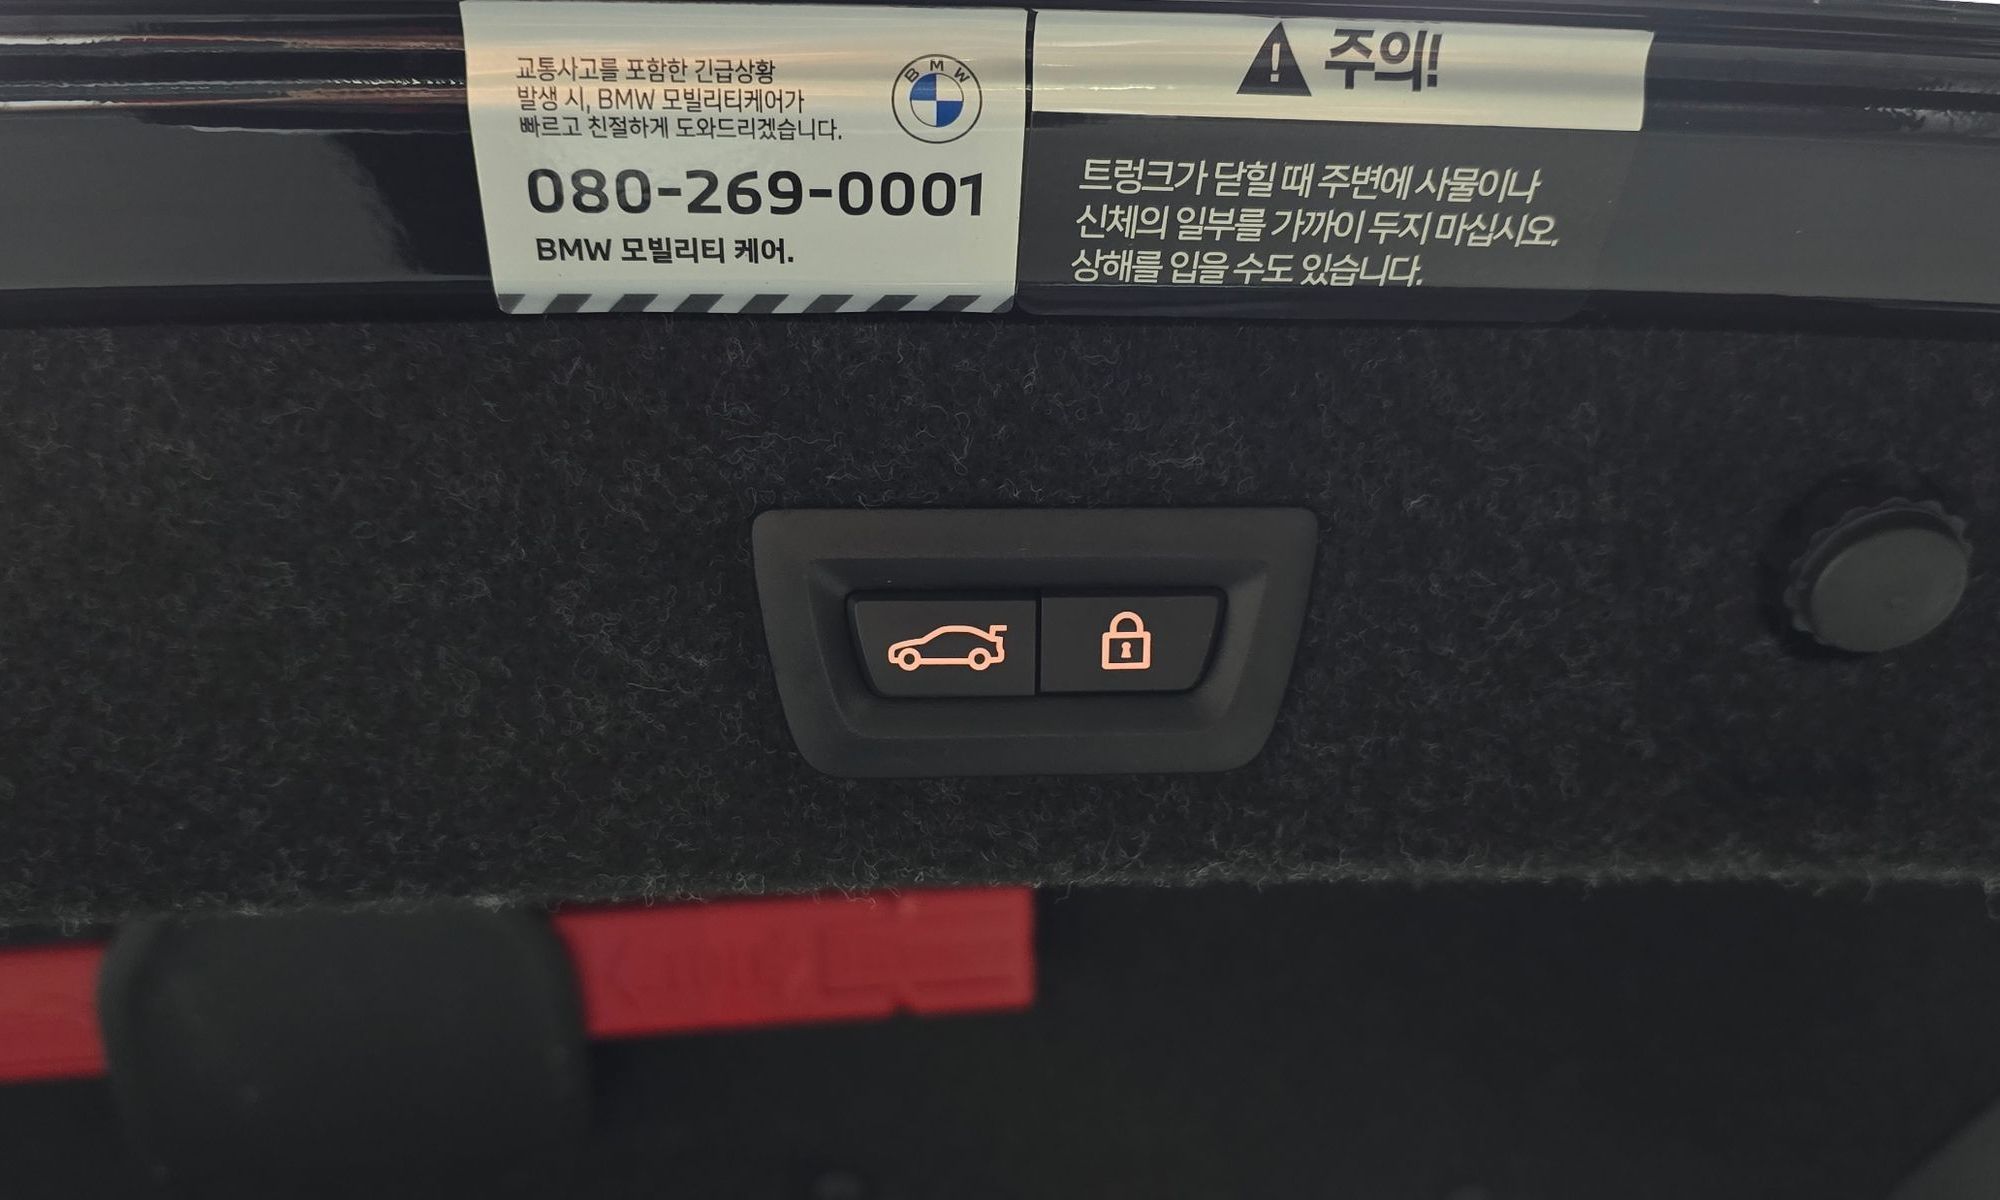 교통사고를 포함한 긴급상황
발생 시, BMW 모빌리티케어가
빠르고 친절하게 도와드리겠습니다.
BMW
080-269-0001
BMW 모빌리티 케어.
주의!
트렁크가 닫힐 때 주변에 사물이나
신체의 일부를 가까이 두지 마십시오.
상해를 입을 수도 있습니다.